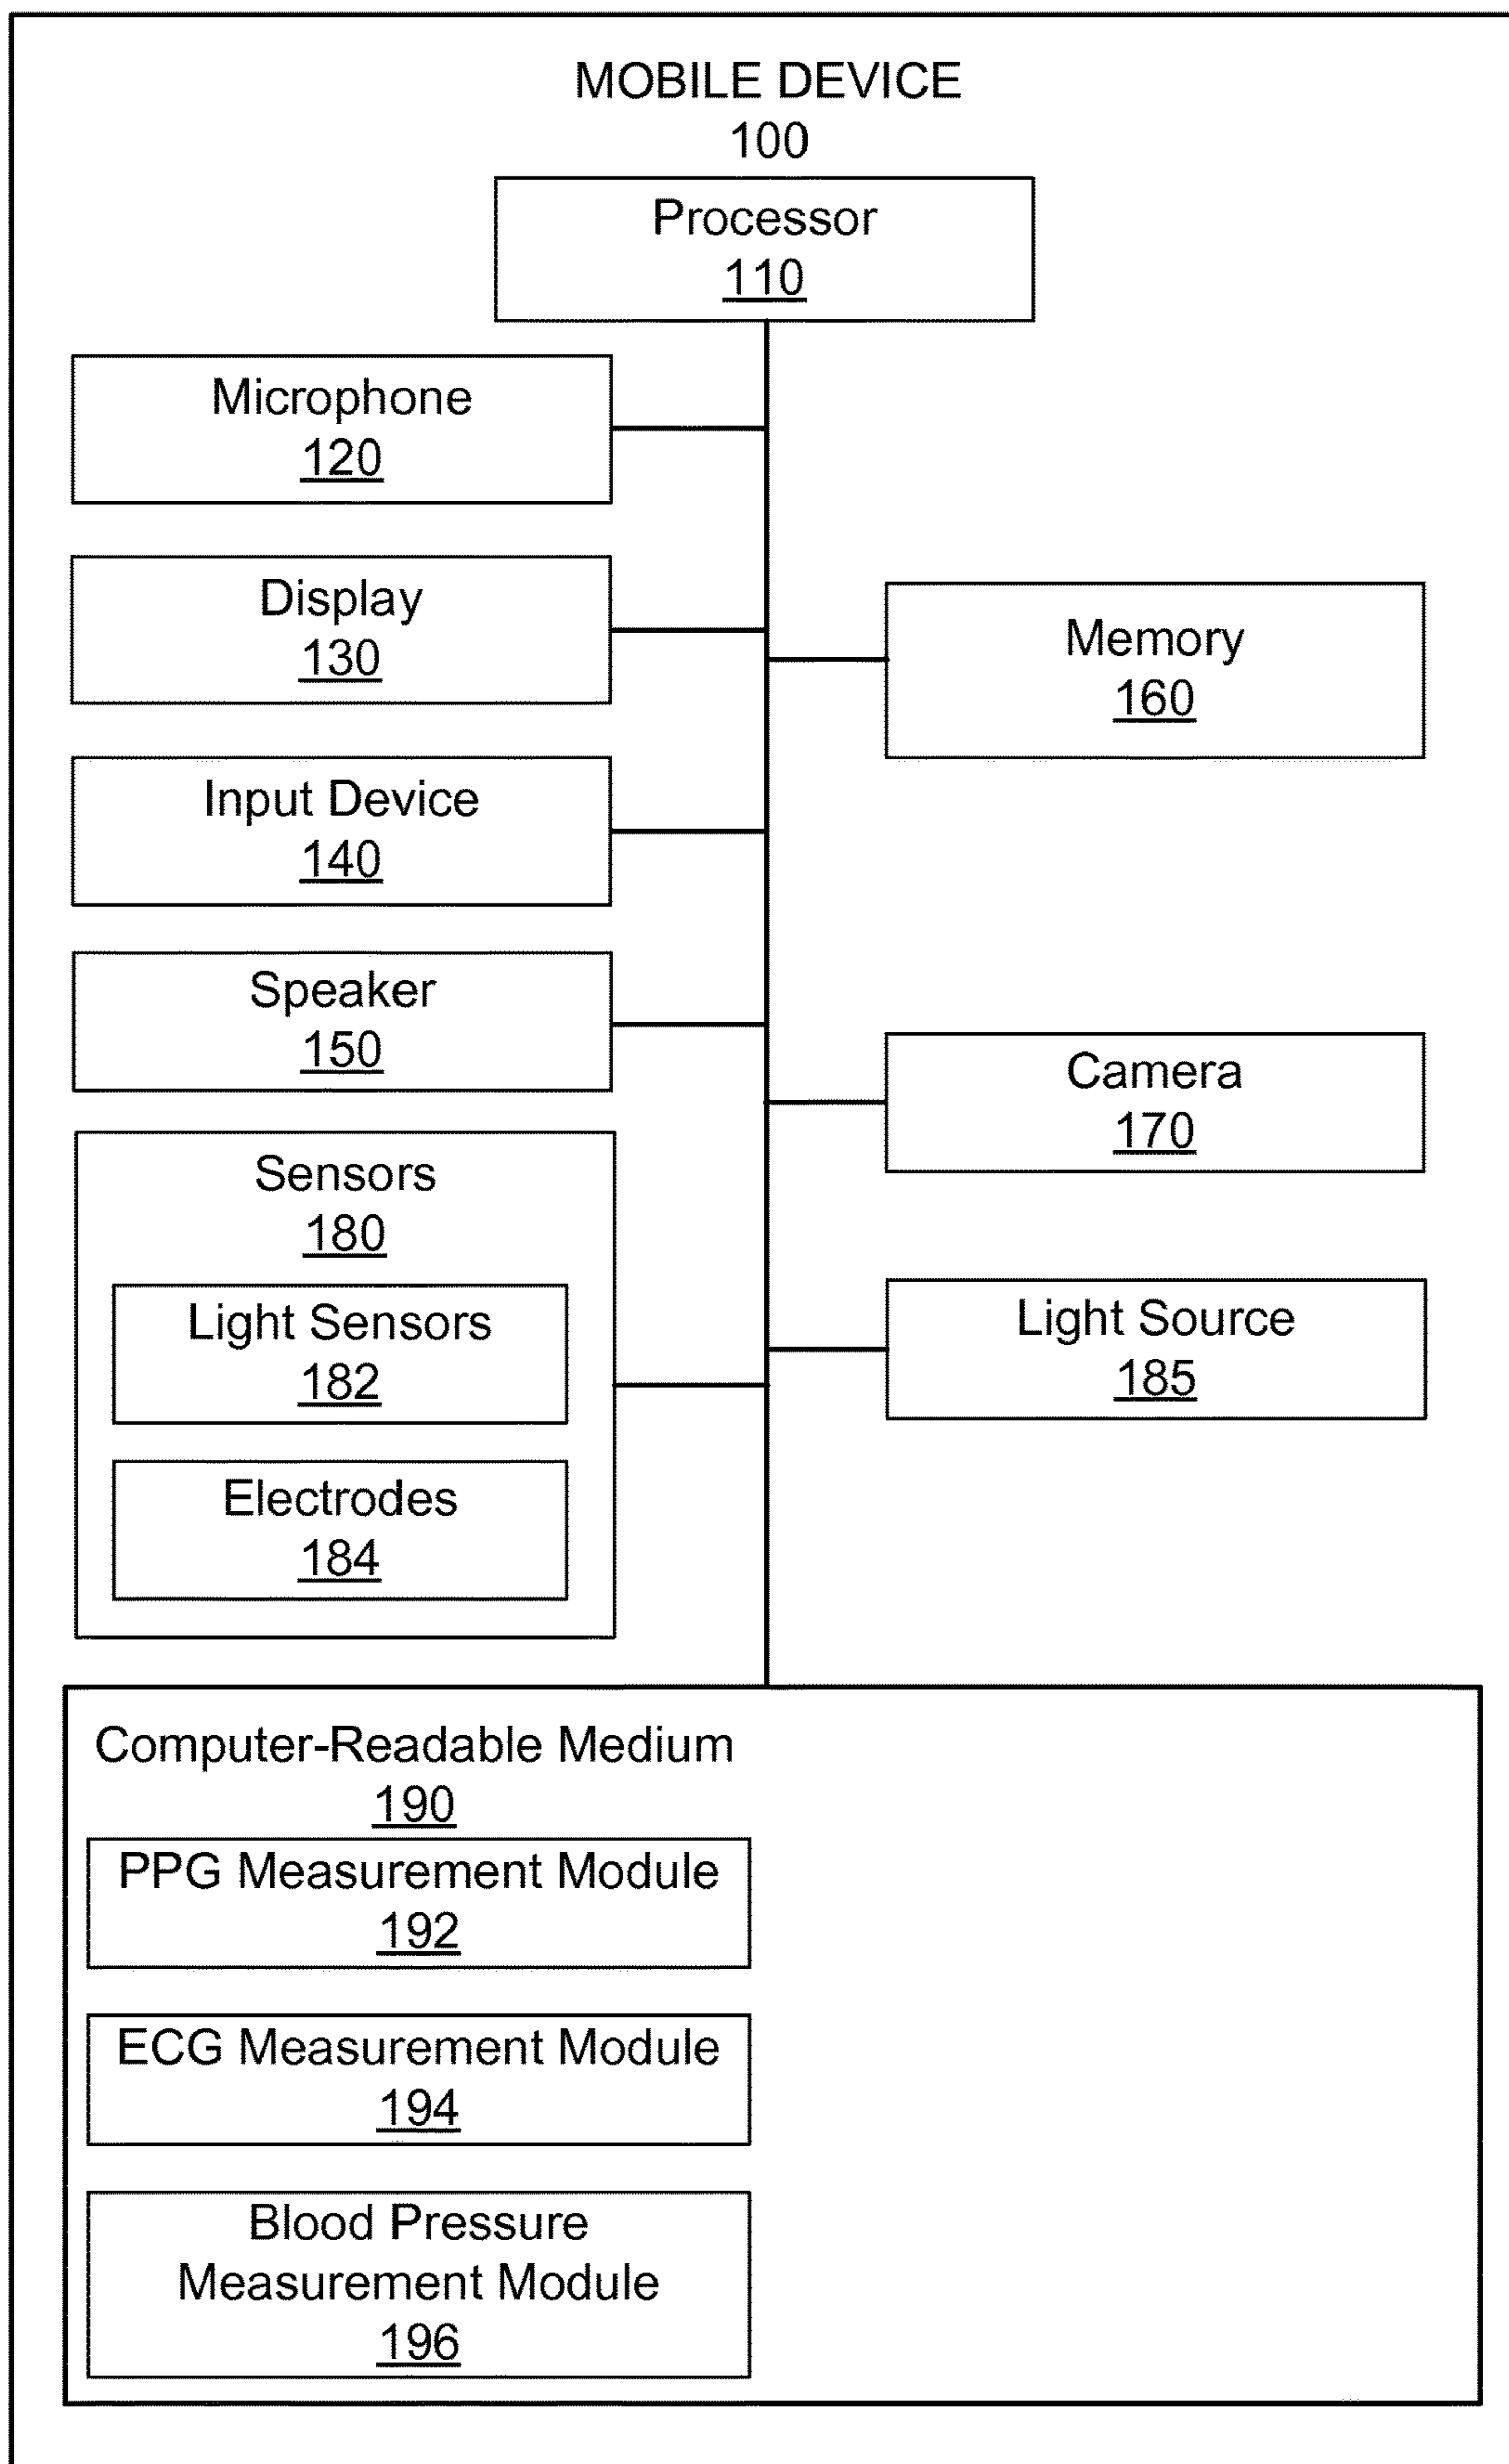 MOBILE DEVICE
100
Processor
110
Microphone
120
Display
130
Input Device
140
Speaker
150
Memory
160
Camera
170
Sensors
180
Light Sensors
182
Electrodes
184
Light Source
185
Computer-Readable Medium
190
PPG Measurement Module
192
ECG Measurement Module
194
Blood Pressure
Measurement Module
196